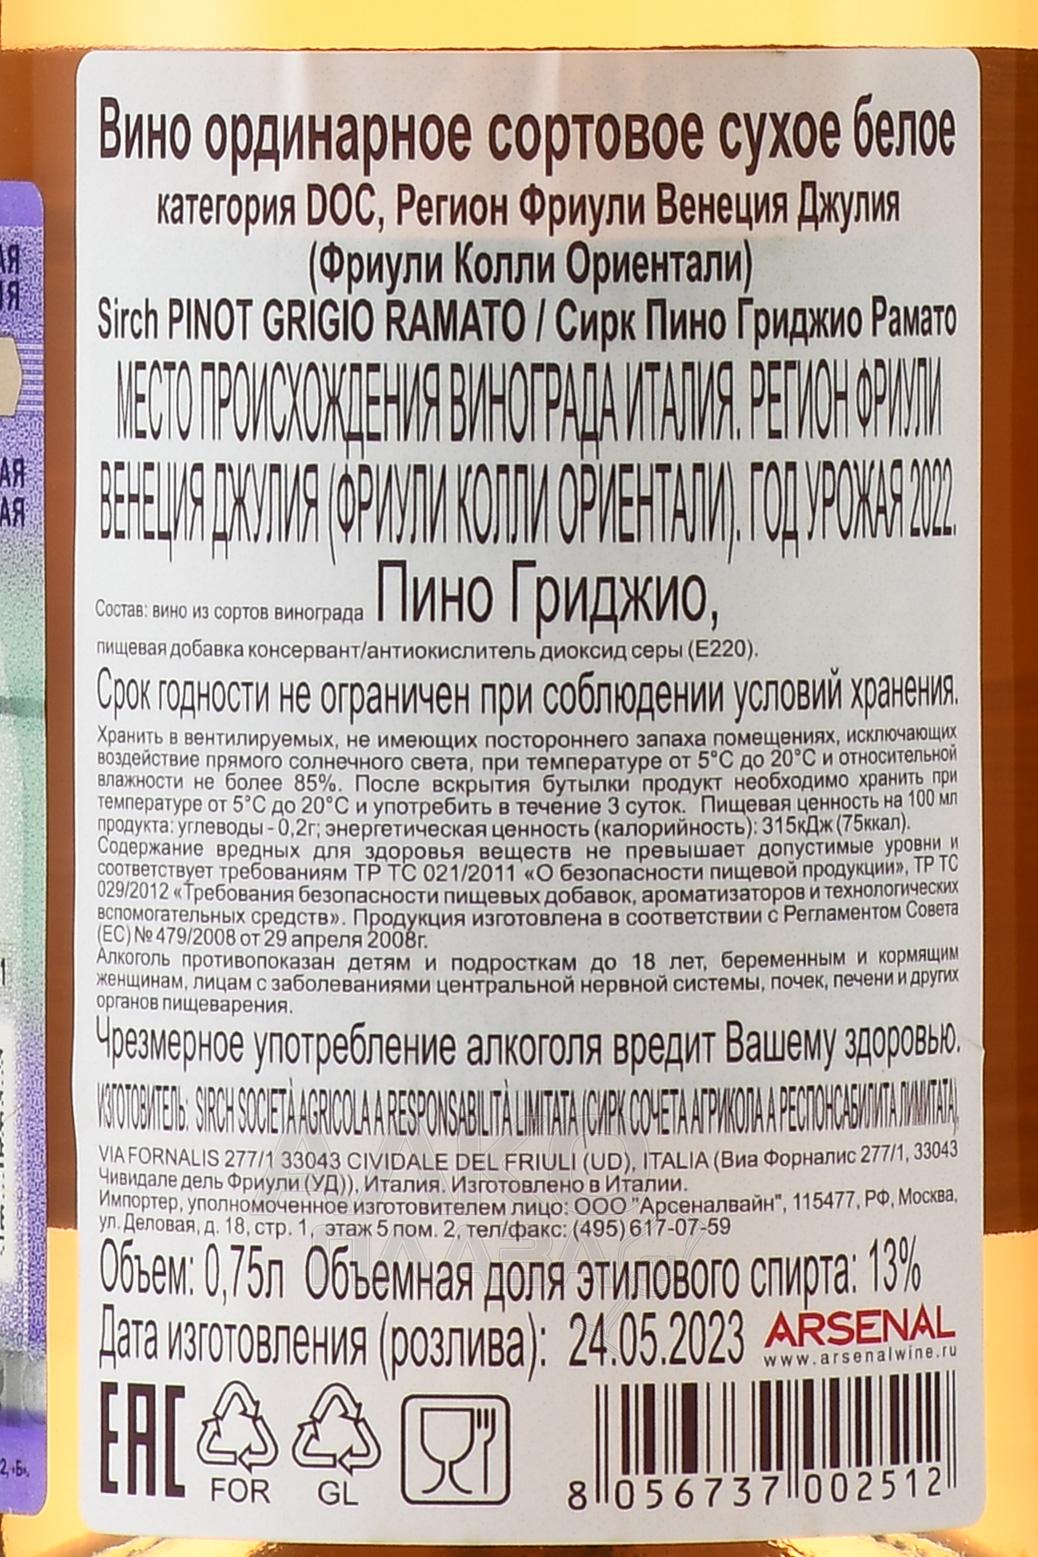 Вино ординарное сортовое сухое белое
категория DOC, Регион Фриули Венеция Джулия
(Фриули Колли Ориентали)
Sirch PINOT GRIGIO RAMATO / Сирк Пино Гриджио Рамато
МЕСТО ПРОИСХОЖДЕНИЯ ВИНОГРАДА ИТАЛИЯ. РЕГИОН ФРИУЛИ
ВЕНЕЦИЯ ДЖУЛИЯ (ФРИУЛИ КОЛЛИ ОРИЕНТАЛИ). ГОД УРОЖАЯ 2022.
Состав: вино из сортов винограда Пино Гриджио,
пищевая добавка консервант/антиокислитель диоксид серы (Е220).
Срок годности не ограничен при соблюдении условий хранения.
Хранить в вентилируемых, не имеющих постороннего запаха помещениях, исключающих
воздействие прямого солнечного света, при температуре от 5°С до 20°С и относительной
влажности не более 85%. После вскрытия бутылки продукт необходимо хранить при
температуре от 5°С до 20°С и употребить в течение 3 суток. Пищевая ценность на 100 мл
продукта: углеводы - 0,2г; энергетическая ценность (калорийность): 315кДж (75ккал).
Содержание вредных для здоровья веществ не превышает допустимые уровни и
соответствует требованиям ТР ТС 021/2011 «О безопасности пищевой продукции», ТР ТС
029/2012 «Требования безопасности пищевых добавок, ароматизаторов и технологических
вспомогательных средств». Продукция изготовлена в соответствии с Регламентом Совета
(ЕС) № 479/2008 от 29 апреля 2008г.
Алкоголь противопоказан детям и подросткам до 18 лет, беременным и кормящим
женщинам, лицам с заболеваниями центральной нервной системы, почек, печени и других
органов пищеварения.
Чрезмерное употребление алкоголя вредит Вашему здоровью.
ИЗГОТОВИТЕЛЬ: SIRCH SOCIETÀ AGRICOLA A RESPONSABILITÀ LIMITATA (СИРК СОЧЕТА АГРИКОЛА А РЕСПОНСАБИЛИТА ЛИМИТАТА),
VIA FORNALIS 277/1 33043 CIVIDALE DEL FRIULI (UD), ITALIA (Виа Форналис 277/1, 33043
Чивидале дель Фриули (УД)), Италия. Изготовлено в Италии.
Импортер, уполномоченное изготовителем лицо: ООО "Арсеналвайн", 115477, РФ, Москва,
ул. Деловая, д. 18, стр. 1, этаж 5 пом. 2, тел/факс: (495) 617-07-59
Объем: 0,75л Объемная доля этилового спирта: 13%
Дата изготовления (розлива): 24.05.2023
ARSENAL
www.arsenalwine.ru
EAC
FOR
GL
8 056737 002512